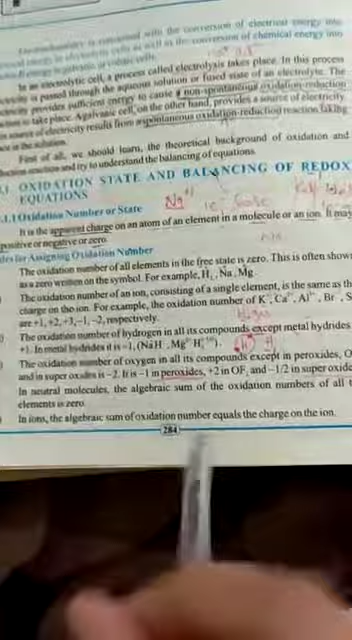 Electrochemistry is concerned with the conversion of electrical energy into
chemical energy in electrolytic cells as well as the conversion of chemical energy into
In an electrolytic cell, a process called electrolysis takes place. In this process
electricity is passed through the aqueous solution or fused state of an electrolyte. The
electricity provides sufficient energy to cause a non-spontaneous oxidation-reduction
to take place. A galvanic cell, on the other hand, provides a source of electricity.
source of electricity results from a spontaneous oxidation-reduction reaction taking
in the solution.
First of all, we should learn, the theoretical background of oxidation and
reduction reaction and try to understand the balancing of equations.
.1 OXIDATION STATE AND BALANCING OF REDOX
EQUATIONS
.1.1 Oxidation Number or State
It is the apparent charge on an atom of an element in a molecule or an ion. It may
positive or negative or zero.
Rules for Assigning Oxidation Number
The oxidation number of all elements in the free state is zero. This is often shown
as a zero written on the symbol. For example, H₂, Na, Mg
The oxidation number of an ion, consisting of a single element, is the same as the
charge on the ion. For example, the oxidation number of K⁺, Ca²⁺, Al³⁺, Br⁻, S
are +1, +2, +3, -1, -2, respectively.
The oxidation number of hydrogen in all its compounds except metal hydrides
+1. In metal hydrides it is -1, (NaH, MgH₂)
The oxidation number of oxygen in all its compounds except in peroxides, O
and in super oxides is -2. It is -1 in peroxides, +2 in OF₂ and -1/2 in super oxide
In neutral molecules, the algebraic sum of the oxidation numbers of all t
elements is zero.
In ions, the algebraic sum of oxidation number equals the charge on the ion.
284